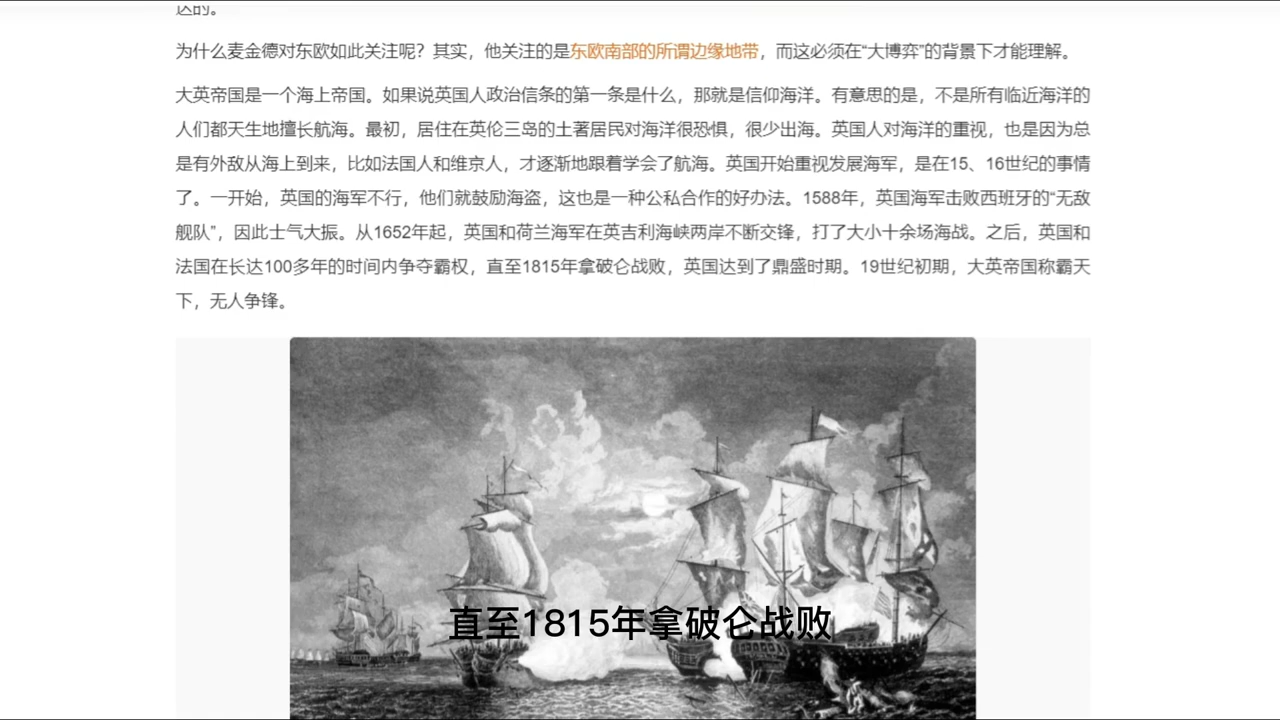 达的。
为什么麦金德对东欧如此关注呢？其实，他关注的是东欧南部的所谓边缘地带，而这必须在“大博弈”的背景下才能理解。
大英帝国是一个海上帝国。如果说英国人政治信条的第一条是什么，那就是信仰海洋。有意思的是，不是所有临近海洋的
人们都天生地擅长航海。最初，居住在英伦三岛的土著居民对海洋很恐惧，很少出海。英国人对海洋的重视，也是因为总
是有外敌从海上到来，比如法国人和维京人，才逐渐地跟着学会了航海。英国开始重视发展海军，是在15、16世纪的事情
了。一开始，英国的海军不行，他们就鼓励海盗，这也是一种公私合作的好办法。1588年，英国海军击败西班牙的“无敌
舰队”，因此士气大振。从1652年起，英国和荷兰海军在英吉利海峡两岸不断交锋，打了大小十余场海战。之后，英国和
法国在长达100多年的时间内争夺霸权，直至1815年拿破仑战败，英国达到了鼎盛时期。19世纪初期，大英帝国称霸天
下，无人争锋。
直至1815年拿破仑战败